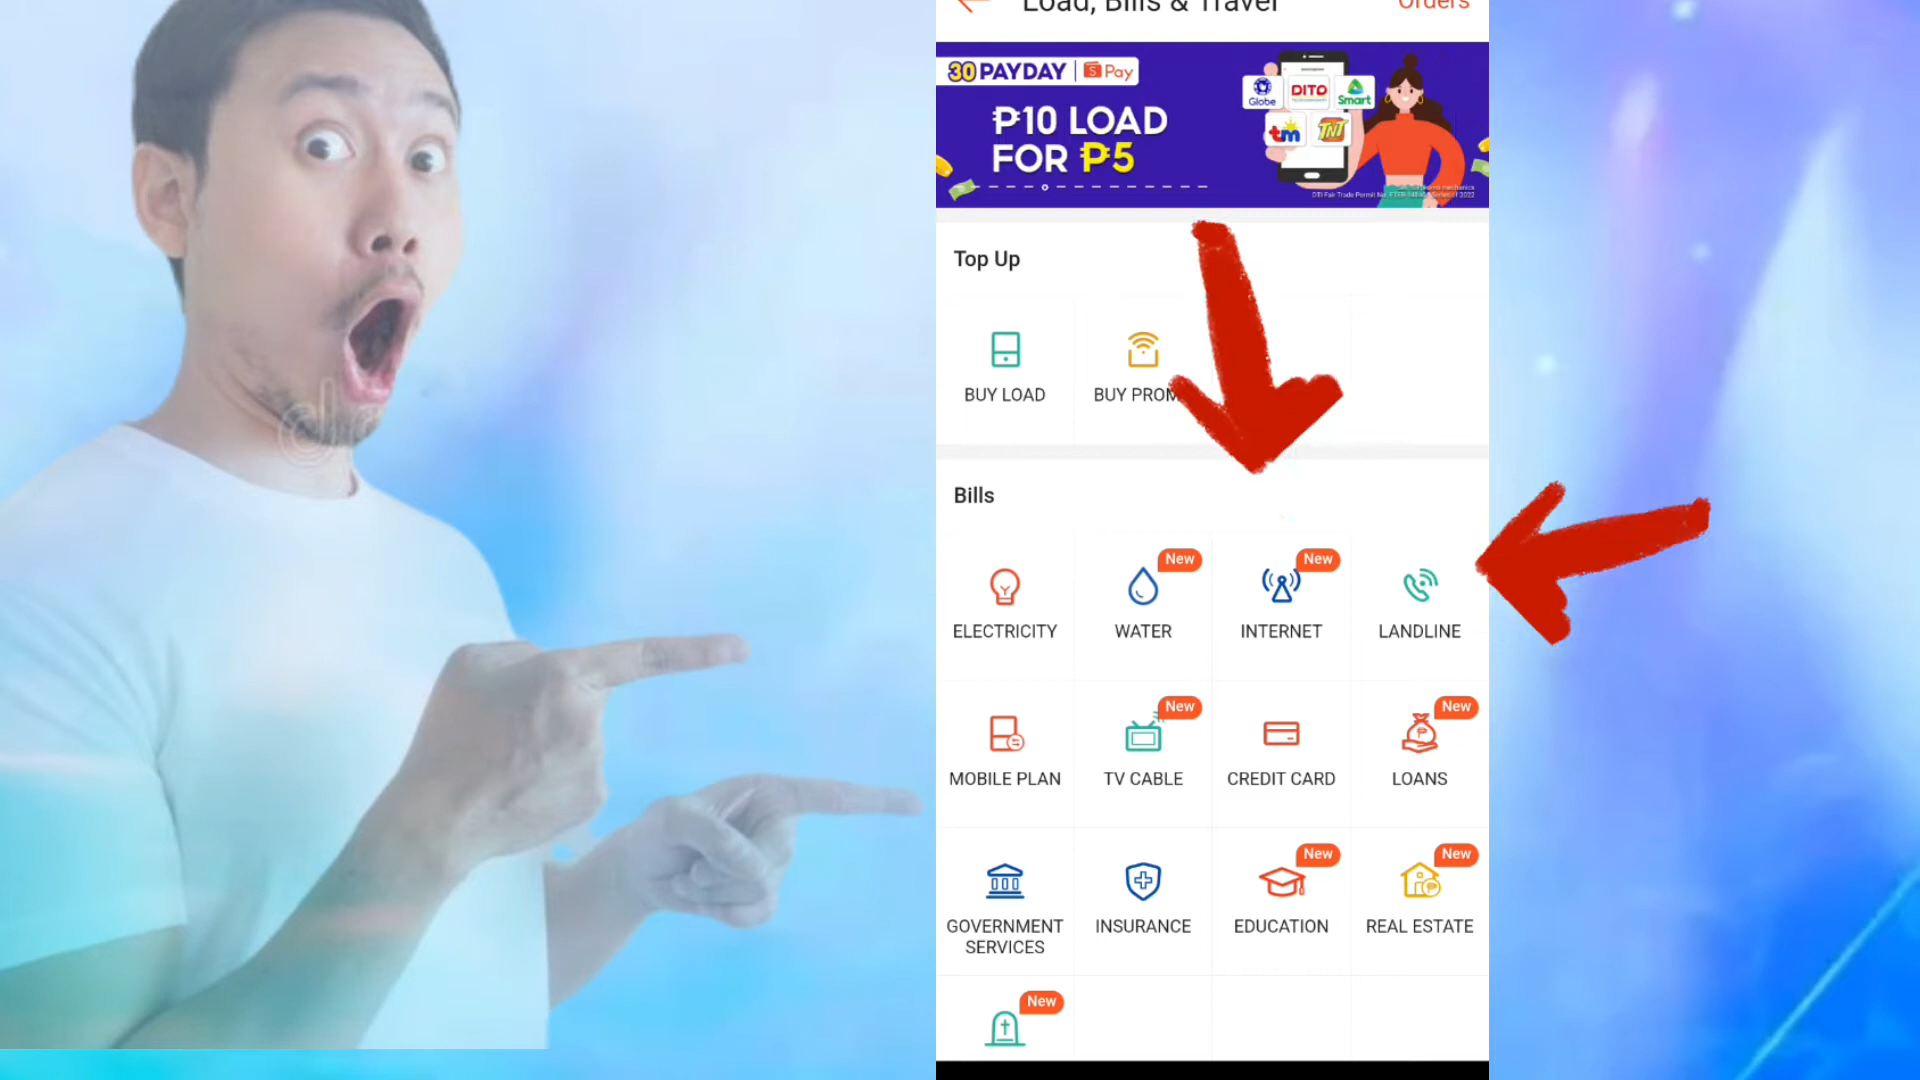 Load, Bills & Travel
Orders
30 PAYDAY
S Pay
₱10 LOAD
FOR ₱5
Globe
DITO
Smart
tm
TNT
Top Up
BUY LOAD
BUY PROM
Bills
New
New
ELECTRICITY
WATER
INTERNET
LANDLINE
New
New
MOBILE PLAN
TV CABLE
CREDIT CARD
LOANS
New
New
GOVERNMENT
SERVICES
INSURANCE
EDUCATION
REAL ESTATE
New